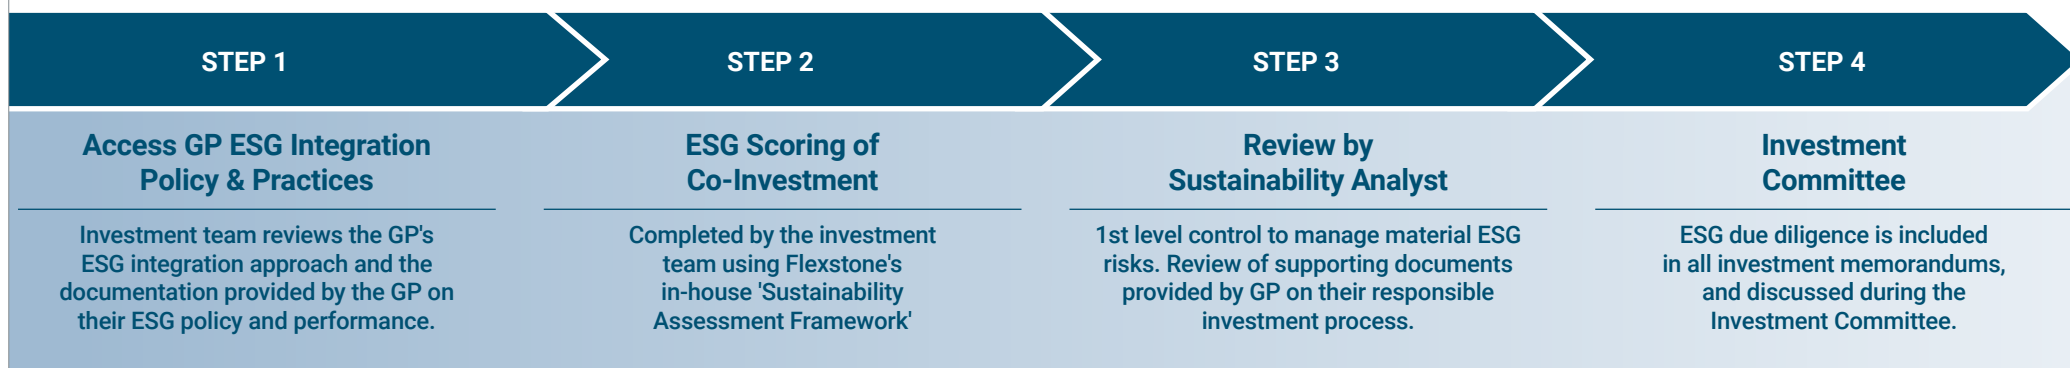 STEP 1
Access GP ESG Integration
Policy & Practices
Investment team reviews the GP's
ESG integration approach and the
documentation provided by the GP on
their ESG policy and performance.
STEP 2
ESG Scoring of
Co-Investment
Completed by the investment
team using Flexstone's
in-house 'Sustainability
Assessment Framework'
STEP 3
Review by
Sustainability Analyst
1st level control to manage material ESG
risks. Review of supporting documents
provided by GP on their responsible
investment process.
STEP 4
Investment
Committee
ESG due diligence is included
in all investment memorandums,
and discussed during the
Investment Committee.